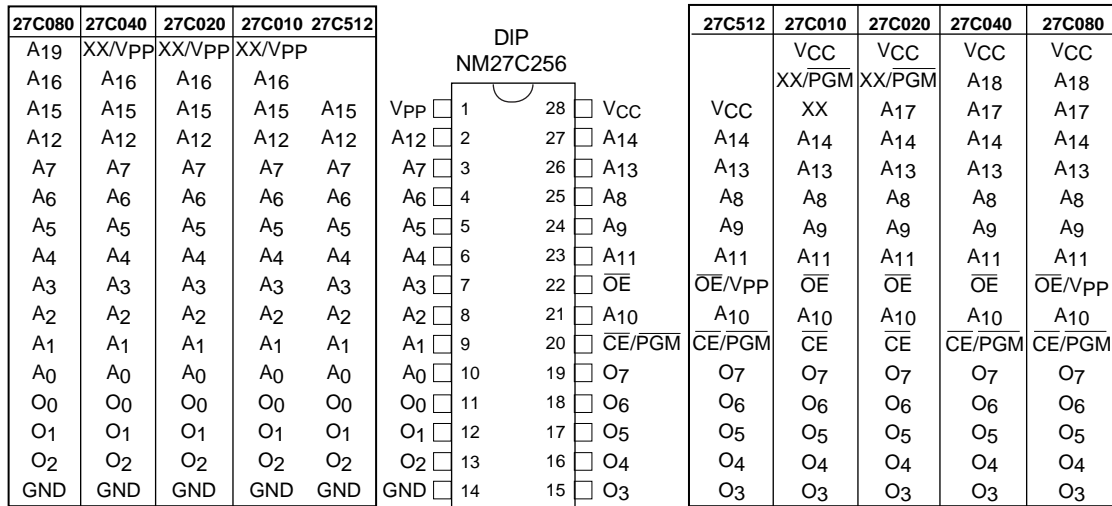 27C080 27C040 27C020 27C010 27C512 DIP 27C512 27C010 27C020 27C040 27C080
A19 XX/VPP XX/VPP XX/VPP NM27C256 VCC VCC VCC VCC
A16 A16 A16 A16 XX/PGM XX/PGM A18 A18
A15 A15 A15 A15 A15 VPP 1 28 VCC VCC XX A17 A17 A17
A12 A12 A12 A12 A12 A12 2 27 A14 A14 A14 A14 A14 A14
A7 A7 A7 A7 A7 A7 3 26 A13 A13 A13 A13 A13 A13
A6 A6 A6 A6 A6 A6 4 25 A8 A8 A8 A8 A8 A8
A5 A5 A5 A5 A5 A5 5 24 A9 A9 A9 A9 A9 A9
A4 A4 A4 A4 A4 A4 6 23 A11 A11 A11 A11 A11 A11
A3 A3 A3 A3 A3 A3 7 22 OE OE/VPP OE OE OE OE/VPP
A2 A2 A2 A2 A2 A2 8 21 A10 A10 A10 A10 A10 A10
A1 A1 A1 A1 A1 A1 9 20 CE/PGM CE/PGM CE CE CE/PGM CE/PGM
A0 A0 A0 A0 A0 A0 10 19 O7 O7 O7 O7 O7 O7
O0 O0 O0 O0 O0 O0 11 18 O6 O6 O6 O6 O6 O6
O1 O1 O1 O1 O1 O1 12 17 O5 O5 O5 O5 O5 O5
O2 O2 O2 O2 O2 O2 13 16 O4 O4 O4 O4 O4 O4
GND GND GND GND GND GND 14 15 O3 O3 O3 O3 O3 O3